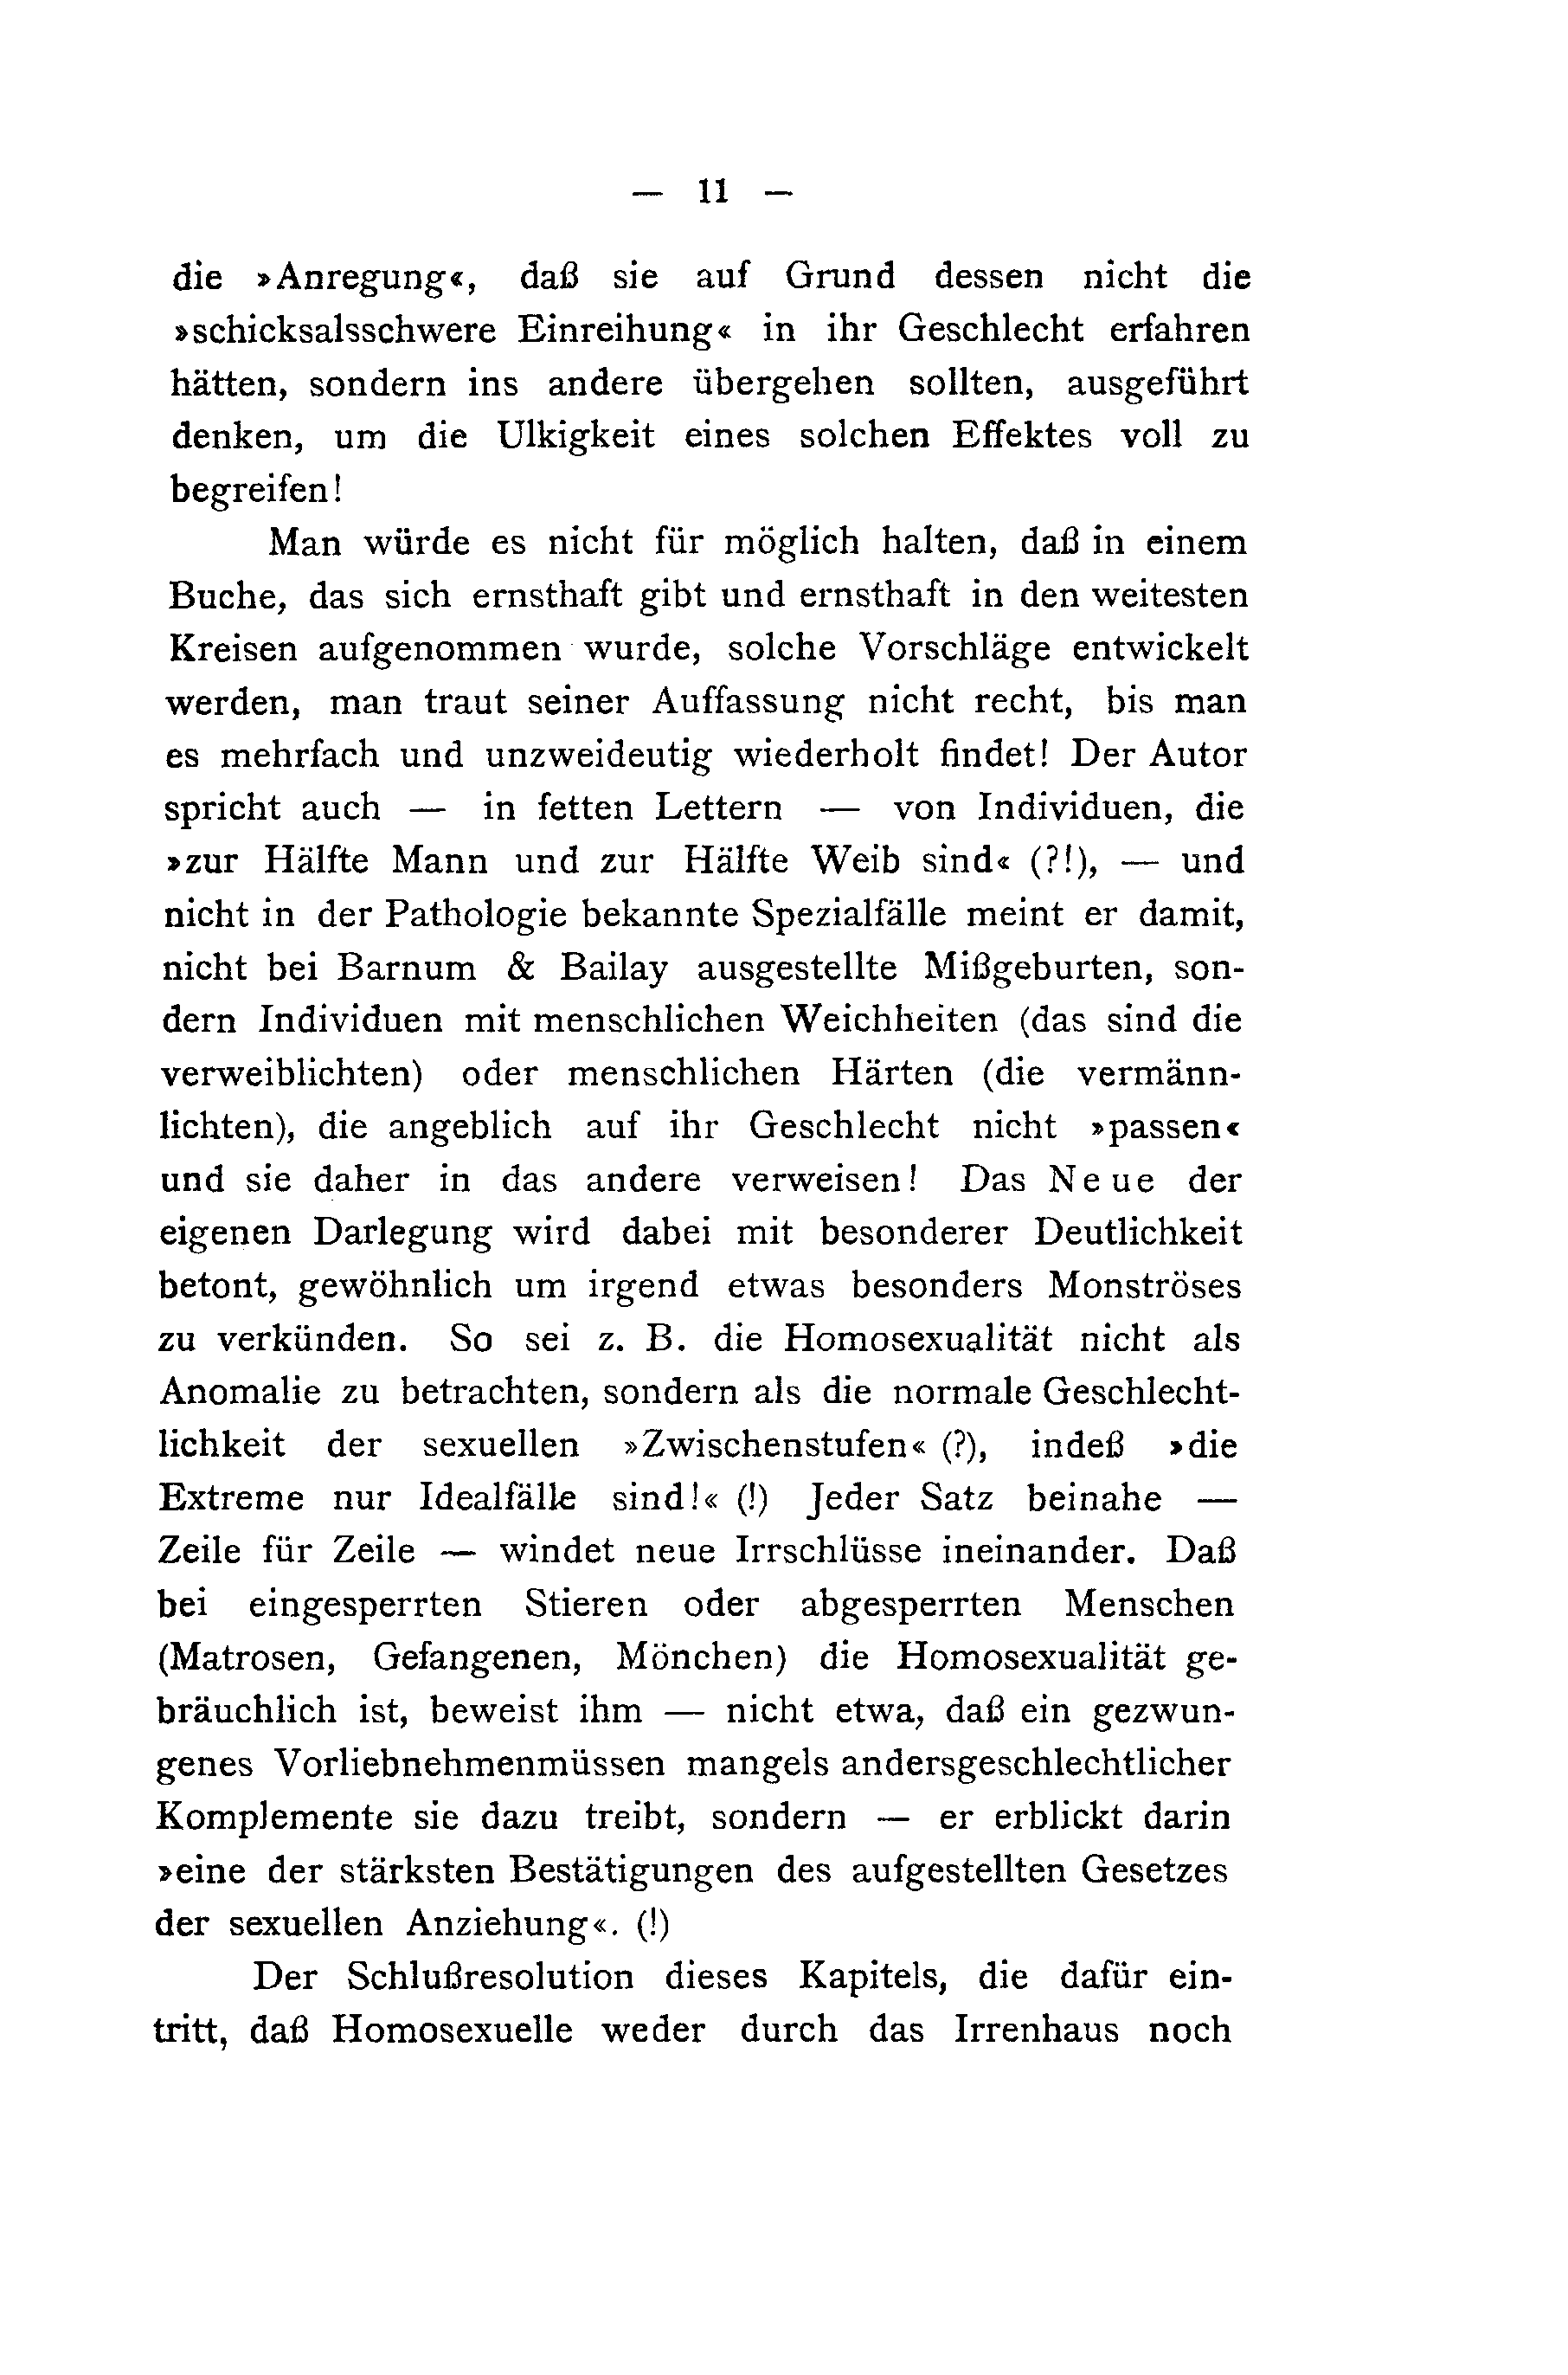 — 11 —
die »Anregung«, daß sie auf Grund dessen nicht die
»schicksalsschwere Einreihung« in ihr Geschlecht erfahren
hätten, sondern ins andere übergehen sollten, ausgeführt
denken, um die Ulkigkeit eines solchen Effektes voll zu
begreifen!
Man würde es nicht für möglich halten, daß in einem
Buche, das sich ernsthaft gibt und ernsthaft in den weitesten
Kreisen aufgenommen wurde, solche Vorschläge entwickelt
werden, man traut seiner Auffassung nicht recht, bis man
es mehrfach und unzweideutig wiederholt findet! Der Autor
spricht auch — in fetten Lettern — von Individuen, die
»zur Hälfte Mann und zur Hälfte Weib sind« (?!), — und
nicht in der Pathologie bekannte Spezialfälle meint er damit,
nicht bei Barnum & Bailay ausgestellte Mißgeburten, son-
dern Individuen mit menschlichen Weichheiten (das sind die
verweiblichten) oder menschlichen Härten (die vermänn-
lichten), die angeblich auf ihr Geschlecht nicht »passen«
und sie daher in das andere verweisen! Das Neue der
eigenen Darlegung wird dabei mit besonderer Deutlichkeit
betont, gewöhnlich um irgend etwas besonders Monströses
zu verkünden. So sei z. B. die Homosexualität nicht als
Anomalie zu betrachten, sondern als die normale Geschlecht-
lichkeit der sexuellen »Zwischenstufen« (?), indeß »die
Extreme nur Idealfälle sind!« (!) Jeder Satz beinahe —
Zeile für Zeile — windet neue Irrschlüsse ineinander. Daß
bei eingesperrten Stieren oder abgesperrten Menschen
(Matrosen, Gefangenen, Mönchen) die Homosexualität ge-
bräuchlich ist, beweist ihm — nicht etwa, daß ein gezwun-
genes Vorliebnehmenmüssen mangels andersgeschlechtlicher
Komplemente sie dazu treibt, sondern — er erblickt darin
»eine der stärksten Bestätigungen des aufgestellten Gesetzes
der sexuellen Anziehung«. (!)
Der Schlußresolution dieses Kapitels, die dafür ein-
tritt, daß Homosexuelle weder durch das Irrenhaus noch